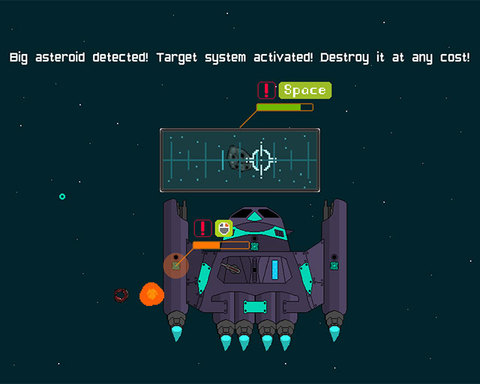 Big asteroid detected! Target system activated! Destroy it at any cost!
! Space
!